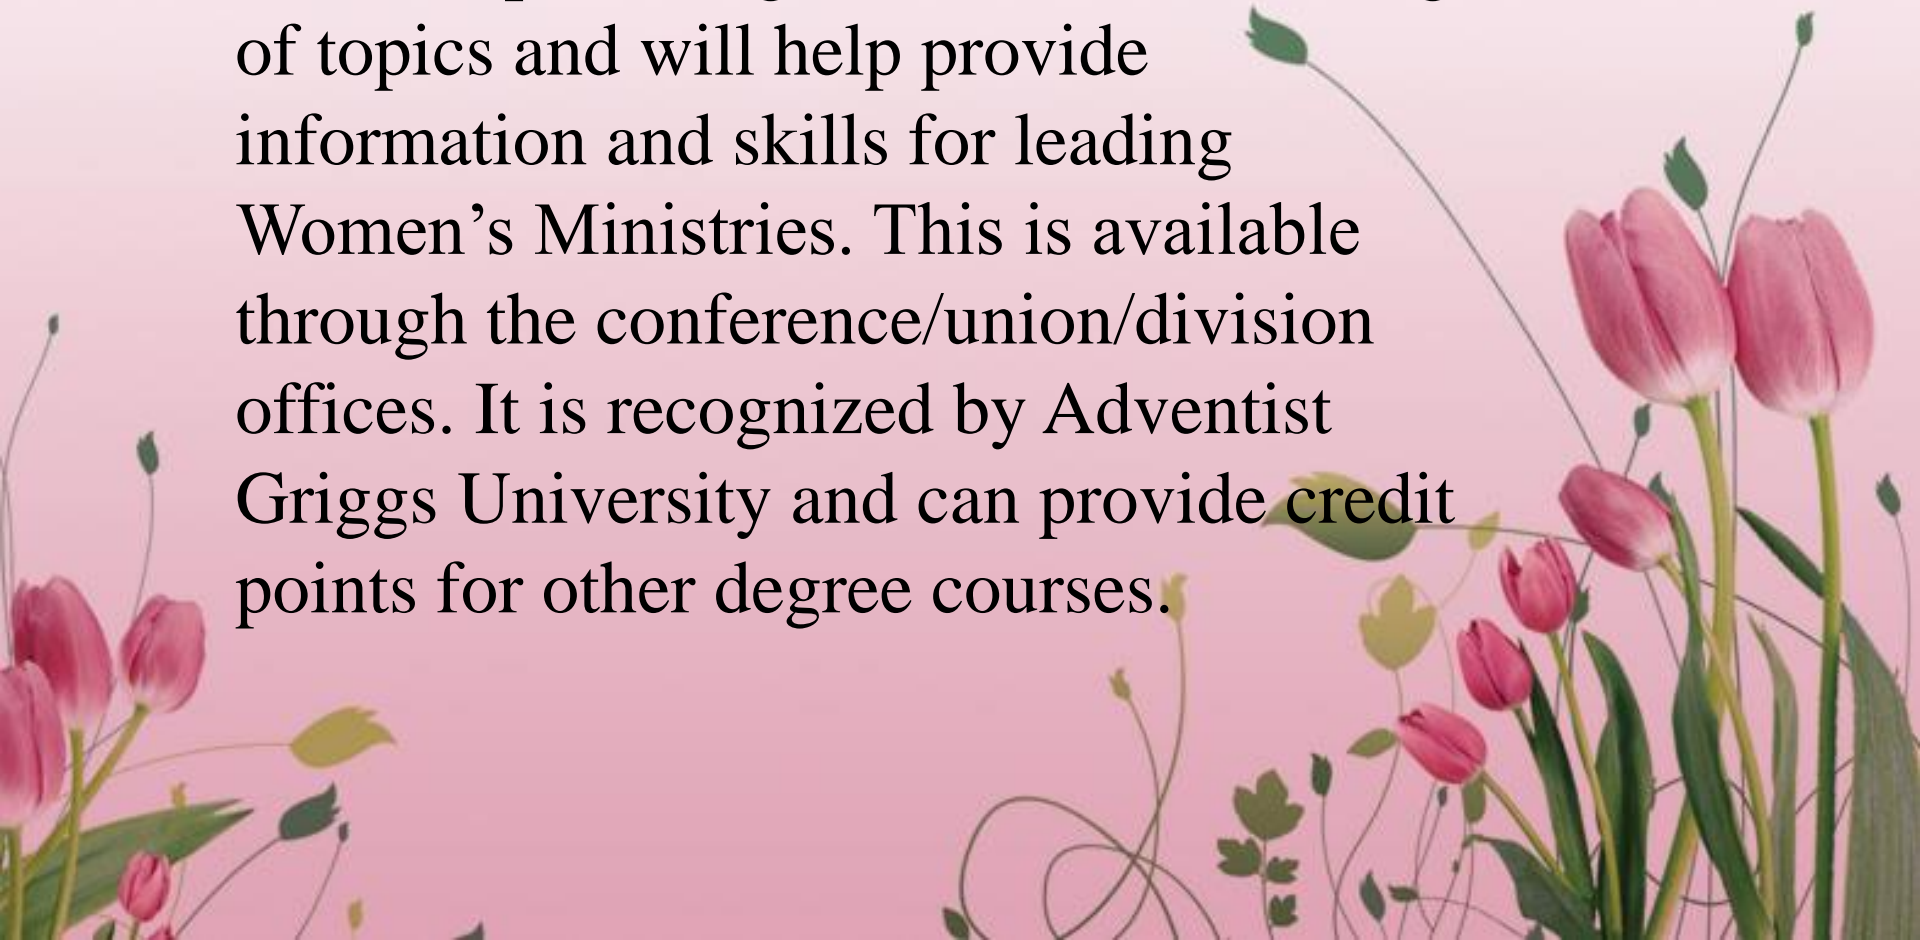 of topics and will help provide
information and skills for leading
Women’s Ministries. This is available
through the conference/union/division
offices. It is recognized by Adventist
Griggs University and can provide credit
points for other degree courses.